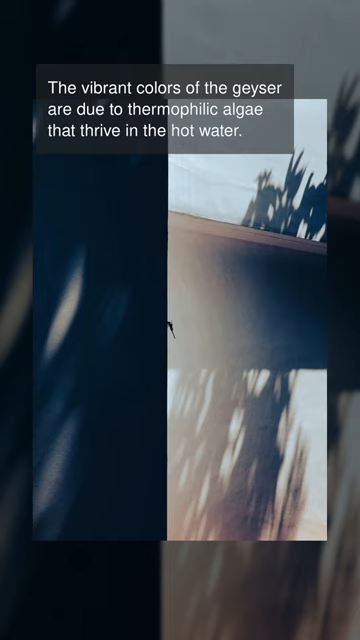 The vibrant colors of the geyser
are due to thermophilic algae
that thrive in the hot water.